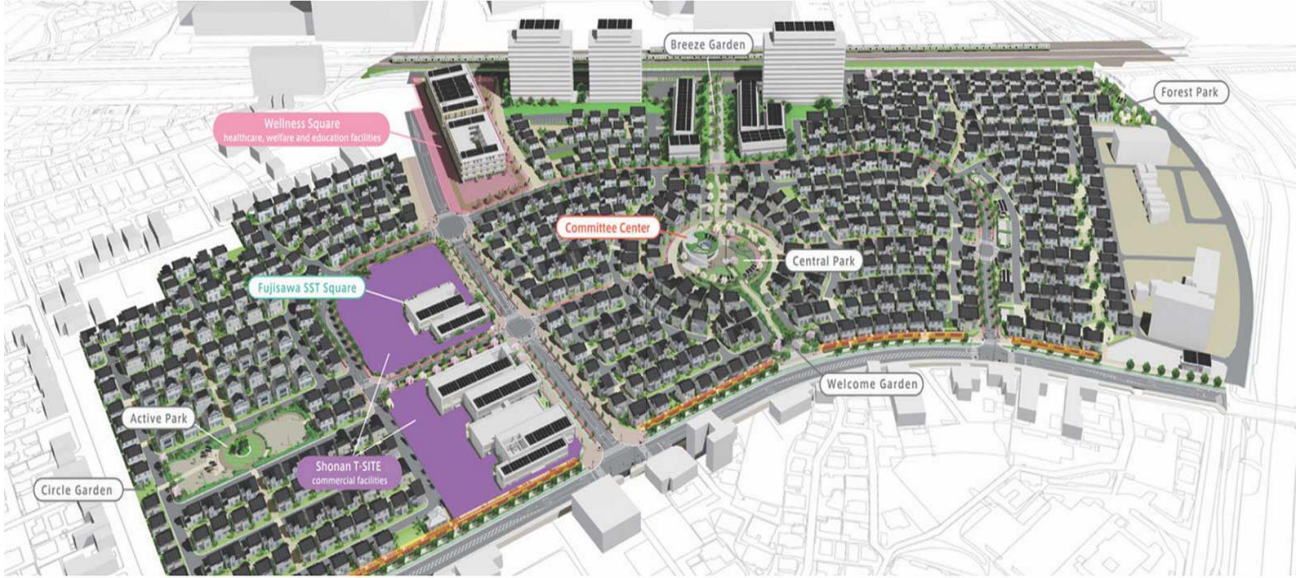 Breeze Garden
Forest Park
Wellness Square
healthcare, welfare and education facilities
Committee Center
Central Park
Fujisawa SST Square
Welcome Garden
Active Park
Shonan T-SITE
commercial facilities
Circle Garden